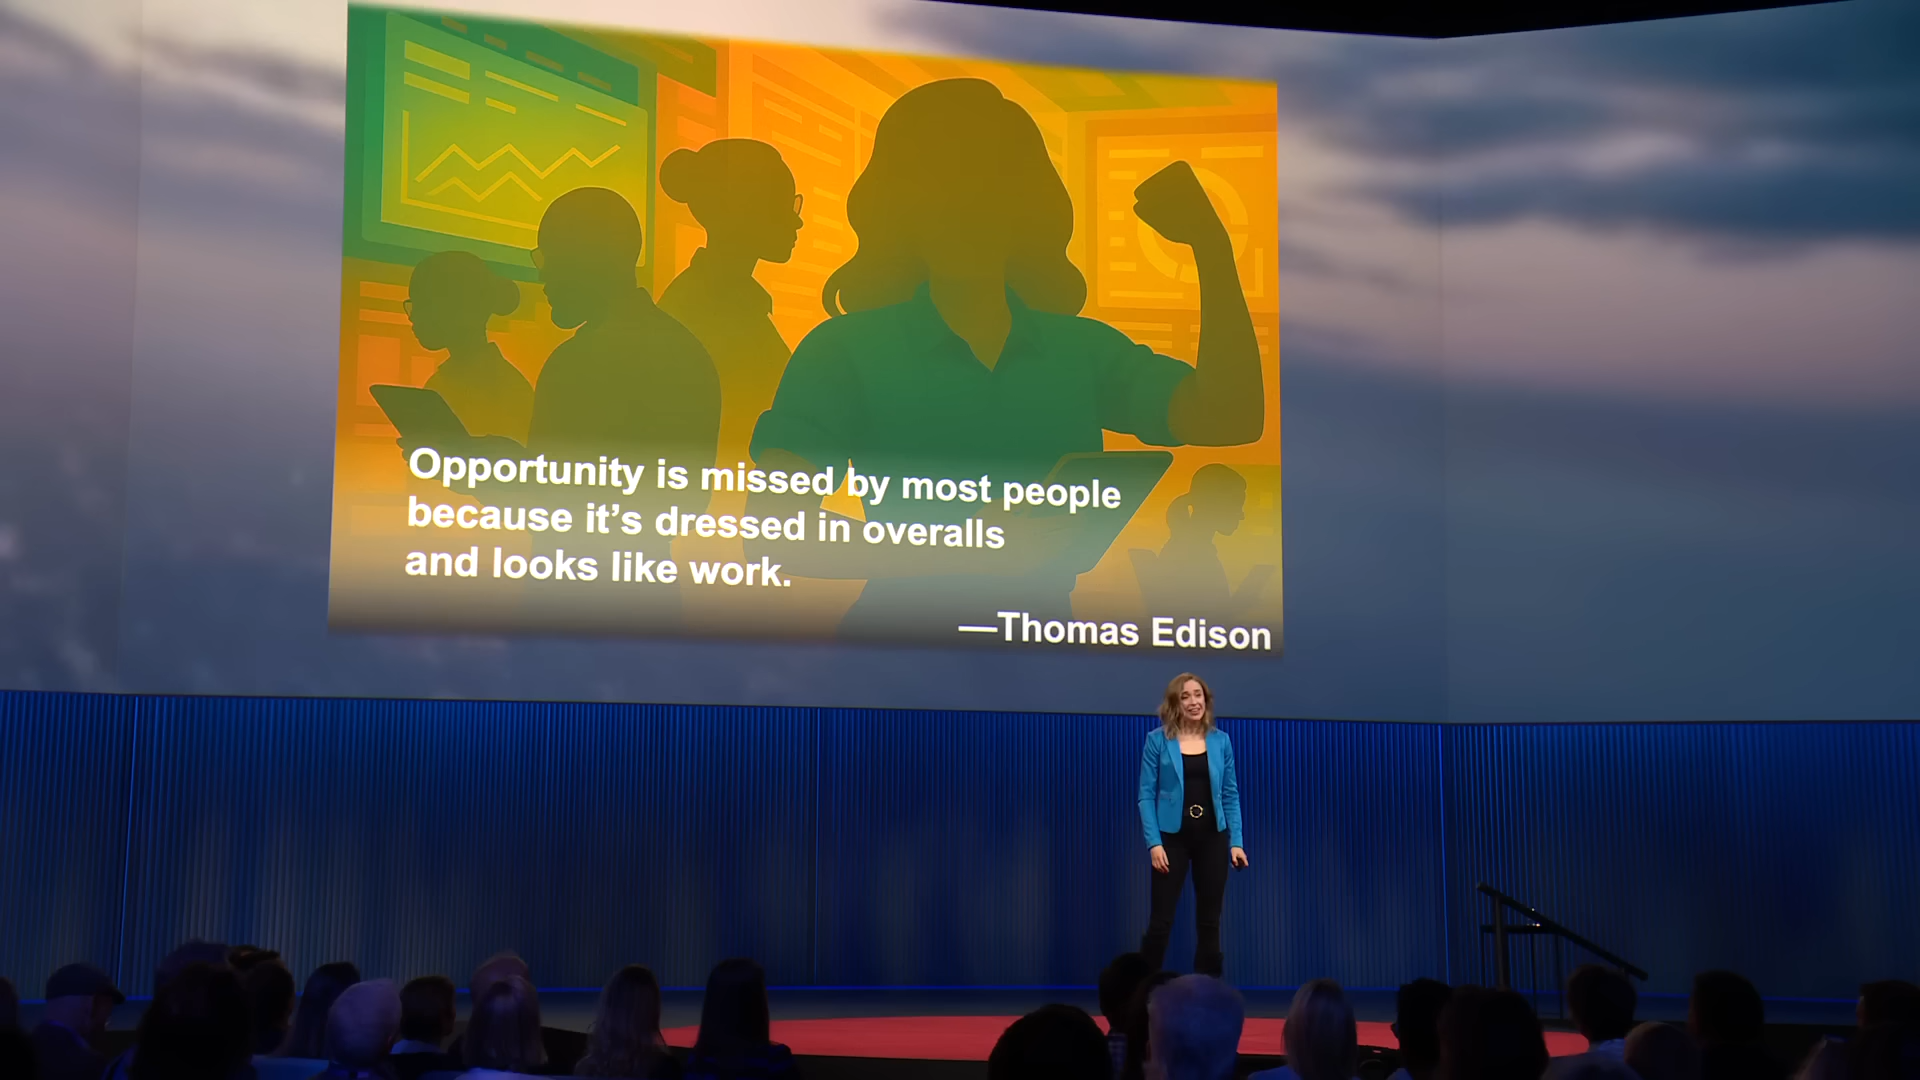 Opportunity is missed by most people
because it’s dressed in overalls
and looks like work.
—Thomas Edison